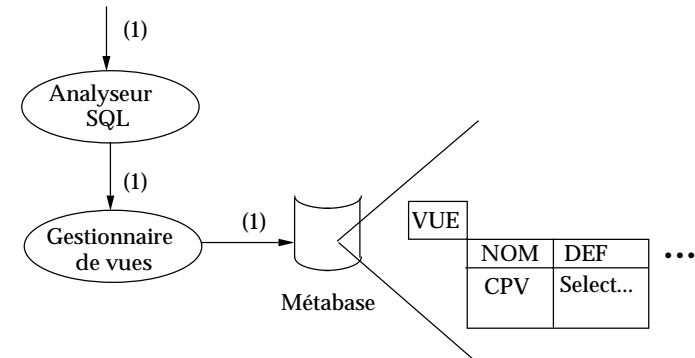 (1)
Analyseur
SQL
(1)
Gestionnaire
de vues
(1)
Métabase
VUE
NOM DEF
CPV Select...
...